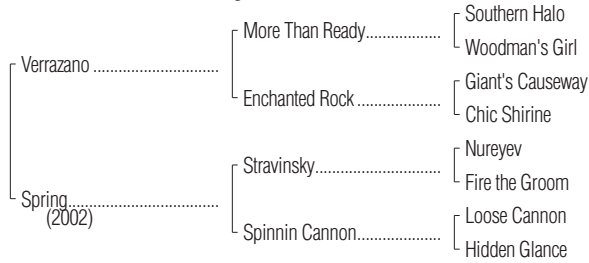 Southern Halo
More Than Ready..................
Woodman's Girl
Verrazano ..............................
Giant's Causeway
Enchanted Rock ....................
Chic Shirine
Nureyev
Stravinsky..............................
Fire the Groom
Spring....................................
(2002)
Loose Cannon
Spinnin Cannon....................
Hidden Glance